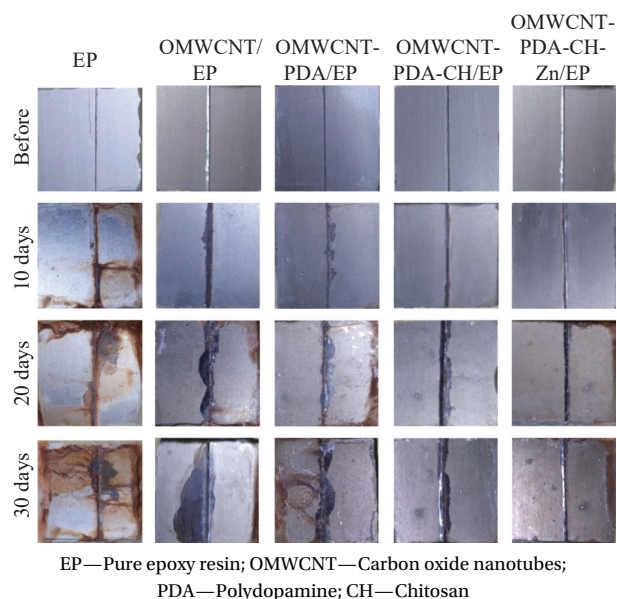 EP
OMWCNT/
EP
OMWCNT-
PDA/EP
OMWCNT-
PDA-CH/EP
OMWCNT-
PDA-CH-
Zn/EP
Before
10 days
20 days
30 days
EP—Pure epoxy resin; OMWCNT—Carbon oxide nanotubes;
PDA—Polydopamine; CH—Chitosan